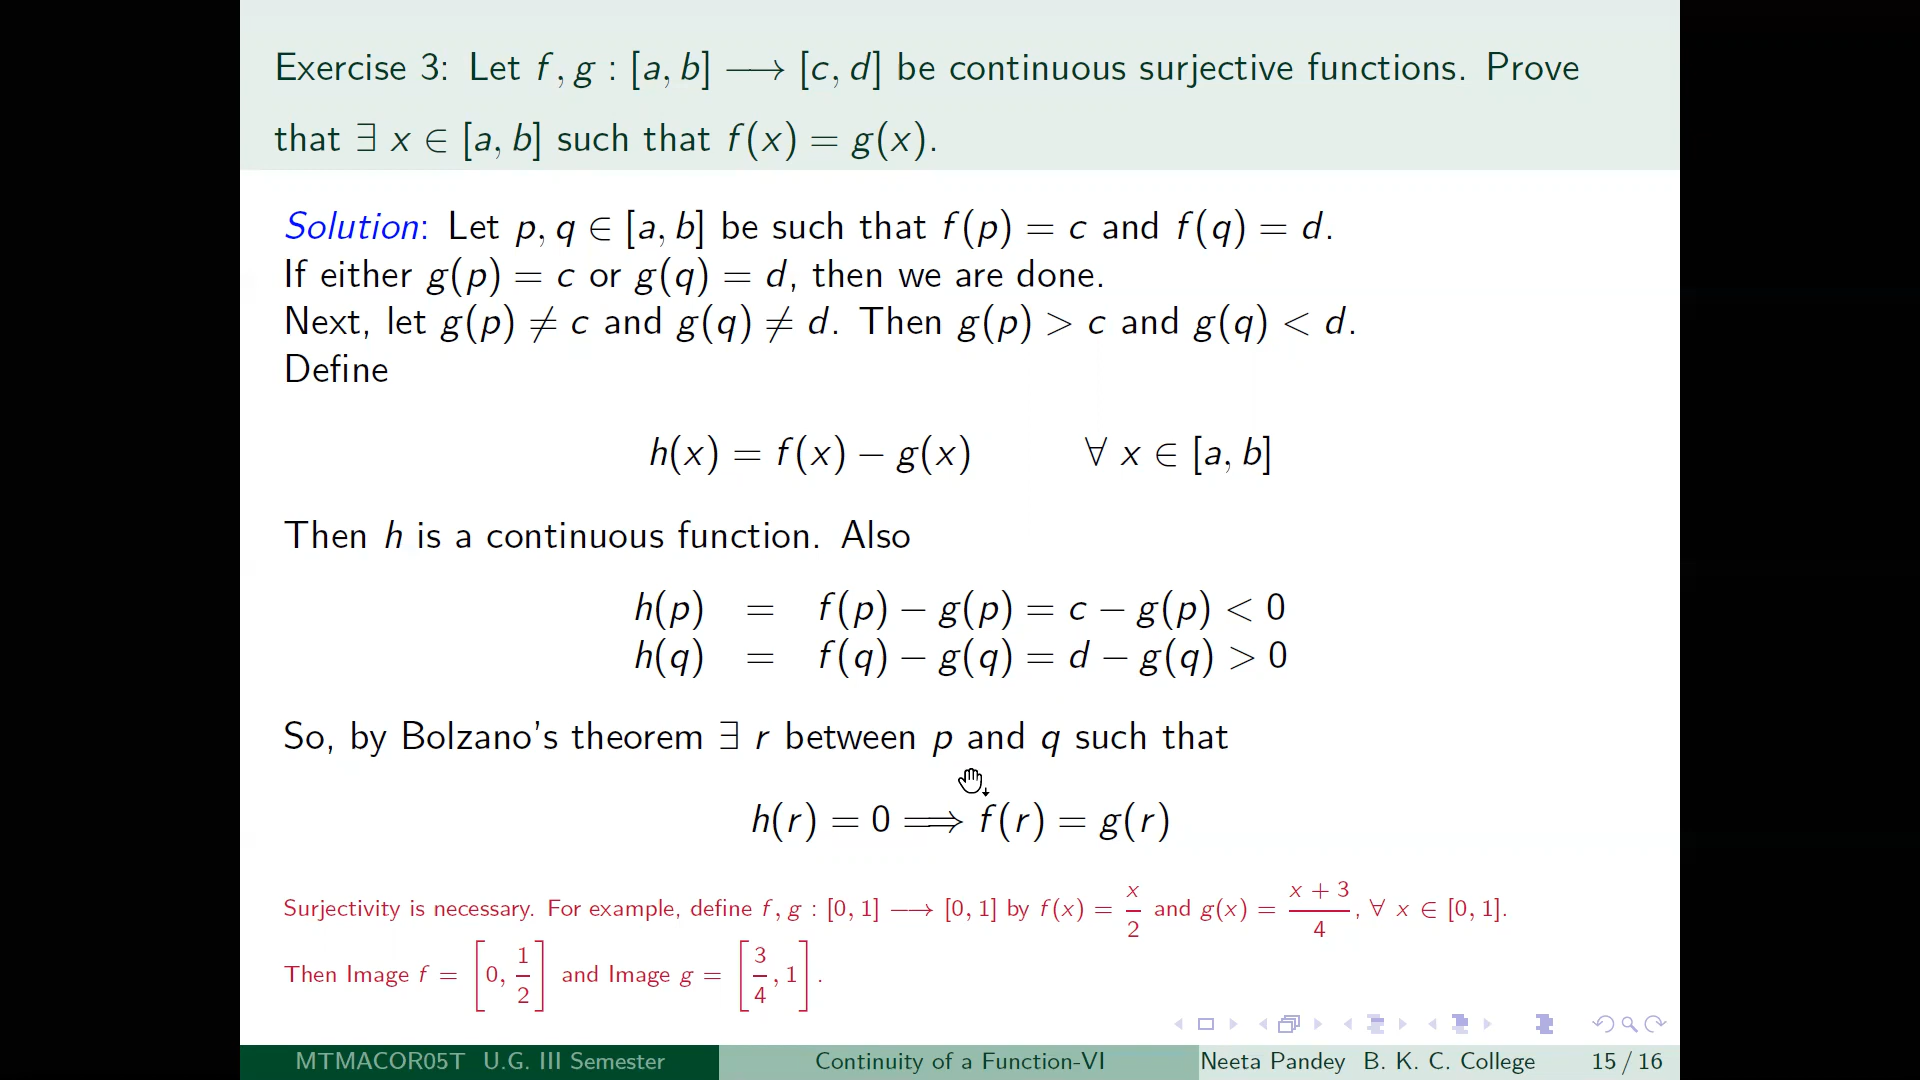 Exercise 3: Let f, g : [a, b] ⟶ [c, d] be continuous surjective functions. Prove
that ∃ x ∈ [a, b] such that f(x) = g(x).
Solution: Let p, q ∈ [a, b] be such that f(p) = c and f(q) = d.
If either g(p) = c or g(q) = d, then we are done.
Next, let g(p) ≠ c and g(q) ≠ d. Then g(p) > c and g(q) < d.
Define
h(x) = f(x) − g(x) ∀ x ∈ [a, b]
Then h is a continuous function. Also
h(p) = f(p) − g(p) = c − g(p) < 0
h(q) = f(q) − g(q) = d − g(q) > 0
So, by Bolzano's theorem ∃ r between p and q such that
h(r) = 0 ⟹ f(r) = g(r)
Surjectivity is necessary. For example, define f, g : [0, 1] ⟶ [0, 1] by f(x) = x/2 and g(x) = (x + 3)/4, ∀ x ∈ [0, 1].
Then Image f = [0, 1/2] and Image g = [3/4, 1].
MTMACOR05T U.G. III Semester Continuity of a Function-VI Neeta Pandey B. K. C. College 15 / 16